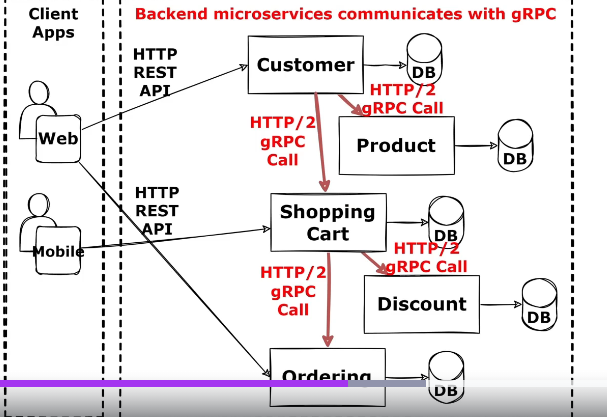 Client
Apps
Backend microservices communicates with gRPC
HTTP
REST
API
Customer
DB
HTTP/2
gRPC Call
HTTP/2
gRPC
Call
Web
Product
DB
HTTP
REST
API
Shopping
Cart
DB
Mobile
HTTP/2
gRPC Call
HTTP/2
gRPC
Call
Discount
DB
Ordering
DB